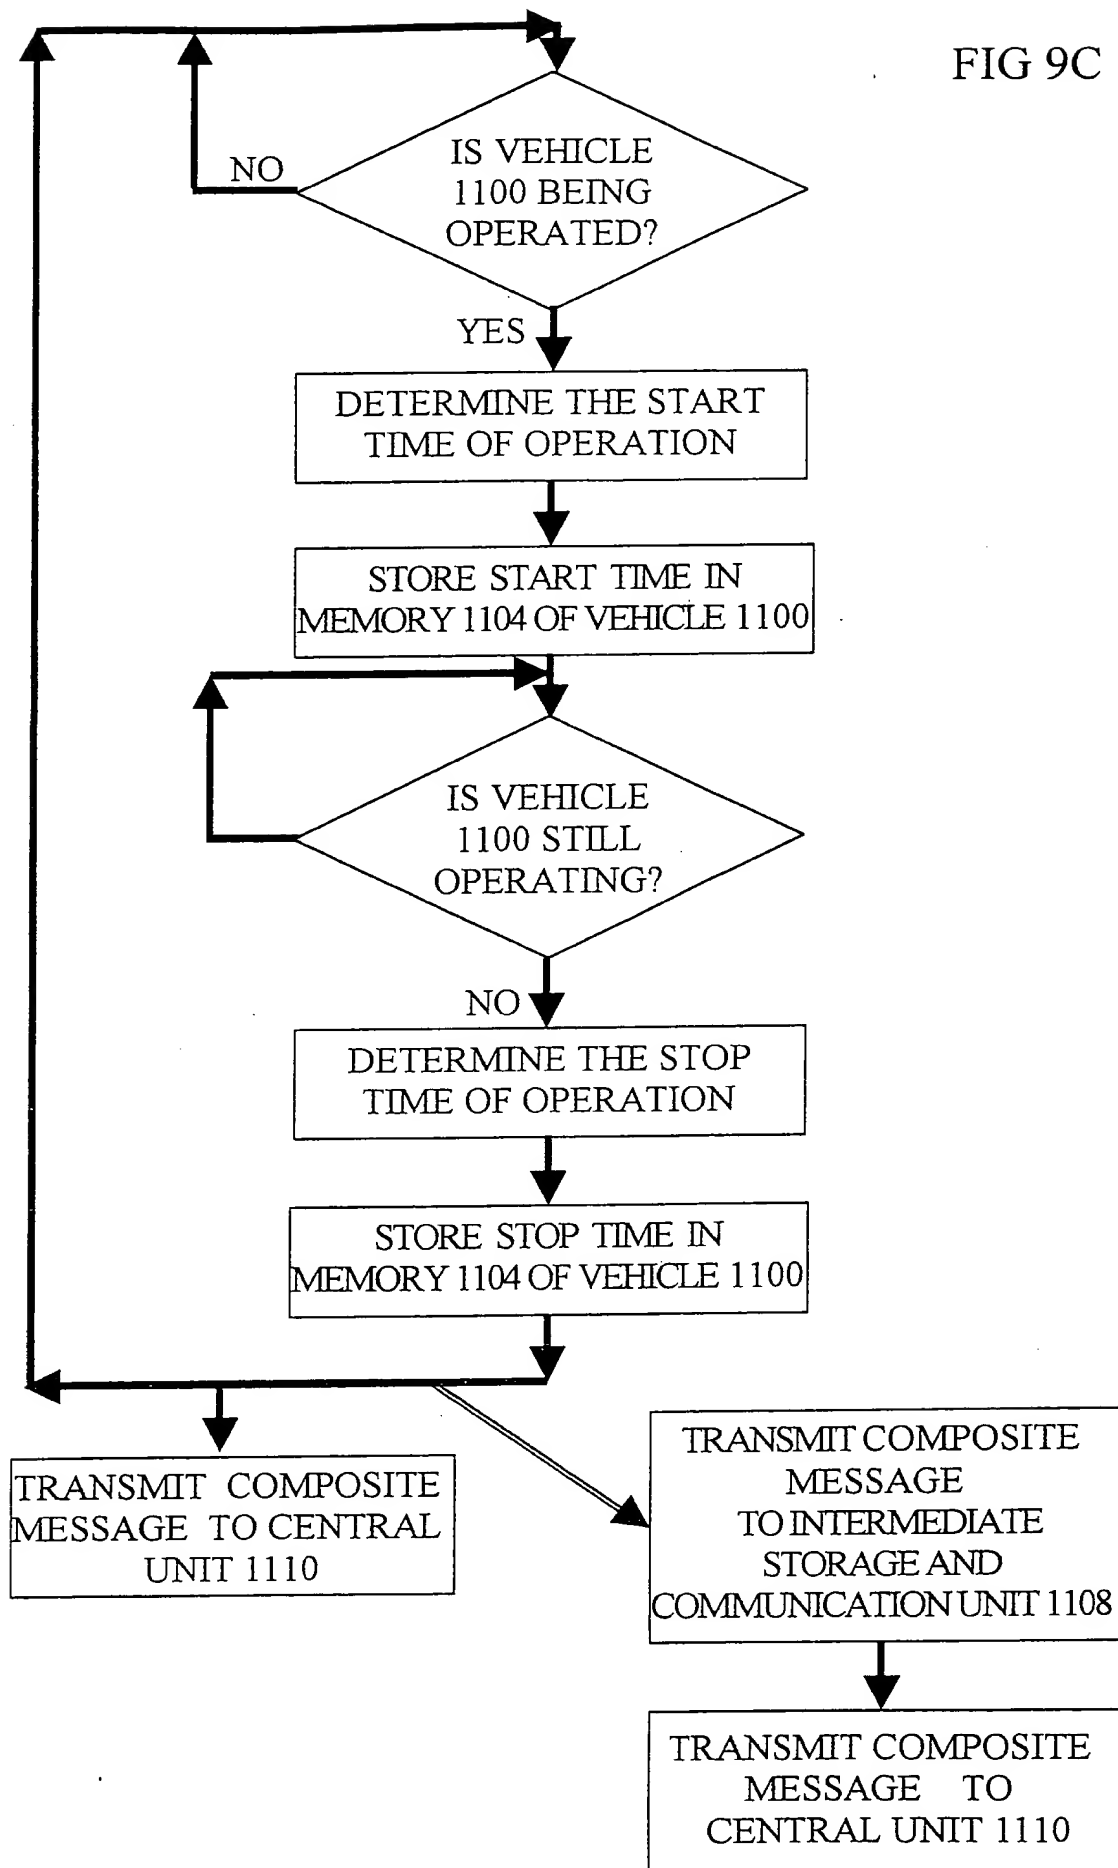 FIG 9C
IS VEHICLE
1100 BEING
OPERATED?
NO
YES
DETERMINE THE START
TIME OF OPERATION
STORE START TIME IN
MEMORY 1104 OF VEHICLE 1100
IS VEHICLE
1100 STILL
OPERATING?
NO
DETERMINE THE STOP
TIME OF OPERATION
STORE STOP TIME IN
MEMORY 1104 OF VEHICLE 1100
TRANSMIT COMPOSITE
MESSAGE TO CENTRAL
UNIT 1110
TRANSMIT COMPOSITE
MESSAGE
TO INTERMEDIATE
STORAGE AND
COMMUNICATION UNIT 1108
TRANSMIT COMPOSITE
MESSAGE TO
CENTRAL UNIT 1110